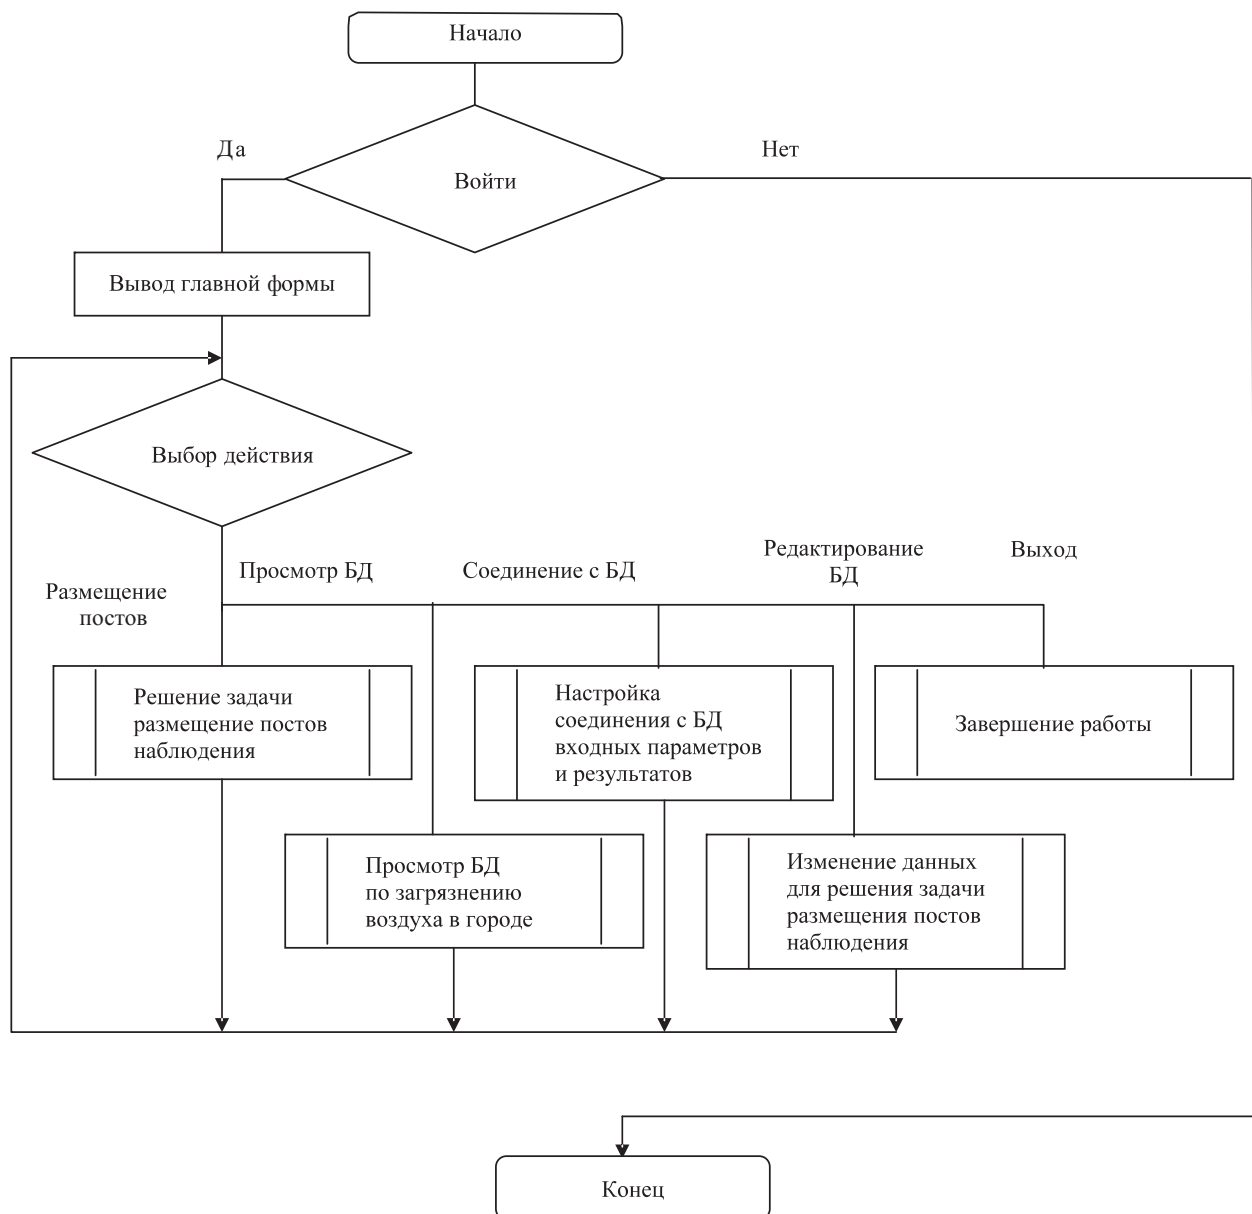 Начало
Да
Нет
Войти
Вывод главной формы
Выбор действия
Размещение
постов
Просмотр БД
Соединение с БД
Редактирование
БД
Выход
Решение задачи
размещение постов
наблюдения
Настройка
соединения с БД
входных параметров
и результатов
Завершение работы
Просмотр БД
по загрязнению
воздуха в городе
Изменение данных
для решения задачи
размещения постов
наблюдения
Конец